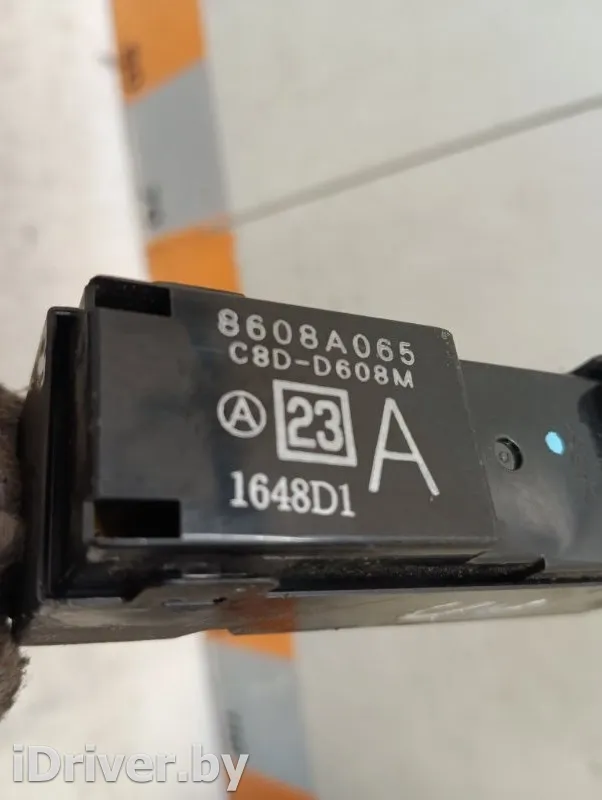 8608A065
C8D-D608M
A 23 A
1648D1
iDriver.by